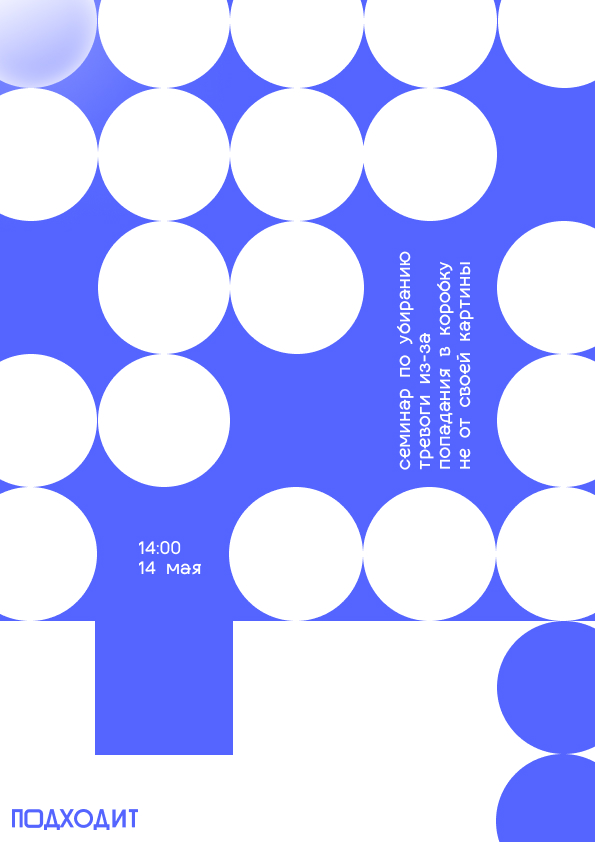 семинар по убиранию
тревоги из-за
попадания в коробку
не от своей картины
14:00
14 мая
ПОДХОДИТ